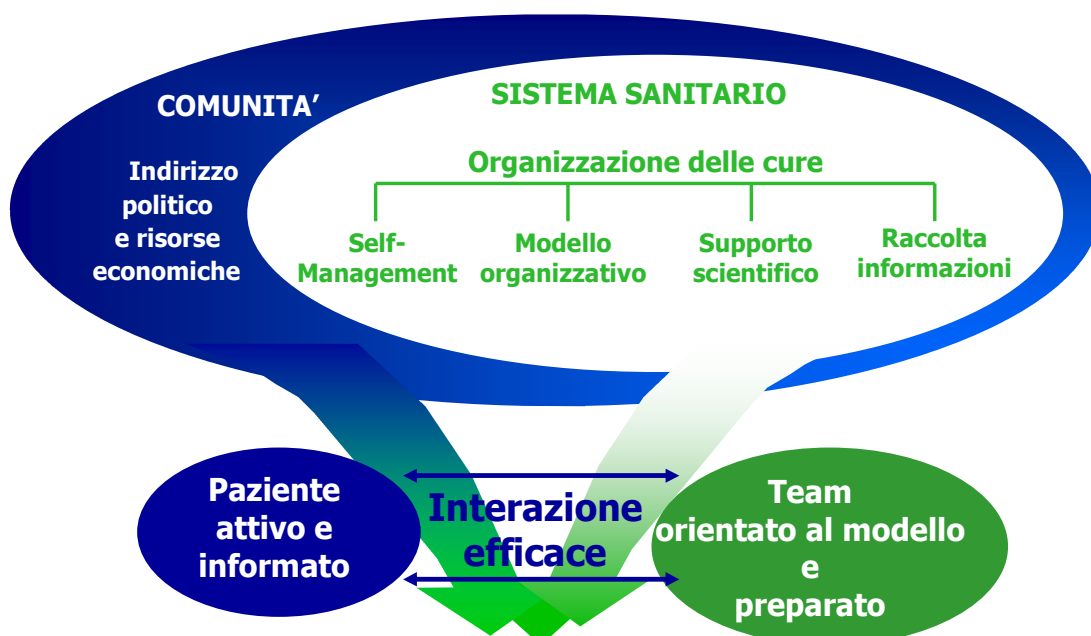 COMUNITA’
Indirizzo
politico
e risorse
economiche
SISTEMA SANITARIO
Organizzazione delle cure
Self-
Management
Modello
organizzativo
Supporto
scientifico
Raccolta
informazioni
Paziente
attivo e
informato
Interazione
efficace
Team
orientato al modello
e
preparato